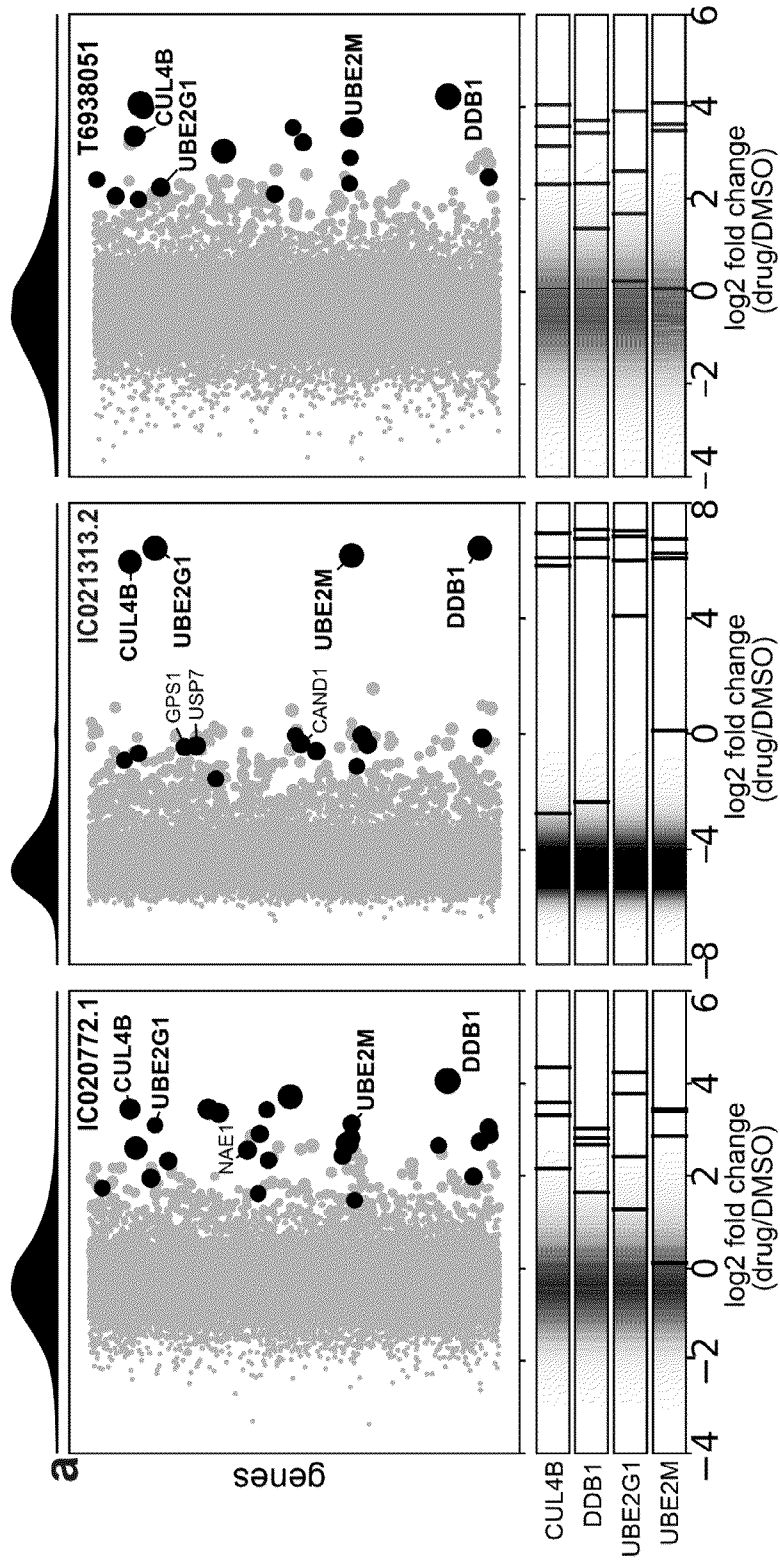 a
genes
IC020772.1
CUL4B
UBE2G1
NAE1
UBE2M
DDB1
IC021313.2
CUL4B
UBE2G1
GPS1
USP7
CAND1
UBE2M
DDB1
T6938051
CUL4B
UBE2G1
UBE2M
DDB1
CUL4B
DDB1
UBE2G1
UBE2M
−4 −2 0 2 4 6
log2 fold change
(drug/DMSO)
−8 −4 0 4 8
log2 fold change
(drug/DMSO)
−4 −2 0 2 4 6
log2 fold change
(drug/DMSO)